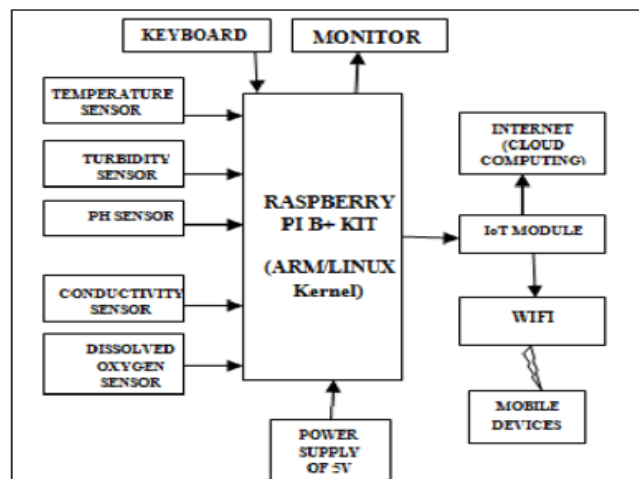 KEYBOARD
MONITOR
TEMPERATURE
SENSOR
TURBIDITY
SENSOR
PH SENSOR
CONDUCTIVITY
SENSOR
DISSOLVED
OXYGEN
SENSOR
RASPBERRY
PI B+ KIT
(ARM/LINUX
Kernel)
POWER
SUPPLY
OF 5V
INTERNET
(CLOUD
COMPUTING)
IoT MODULE
WIFI
MOBILE
DEVICES